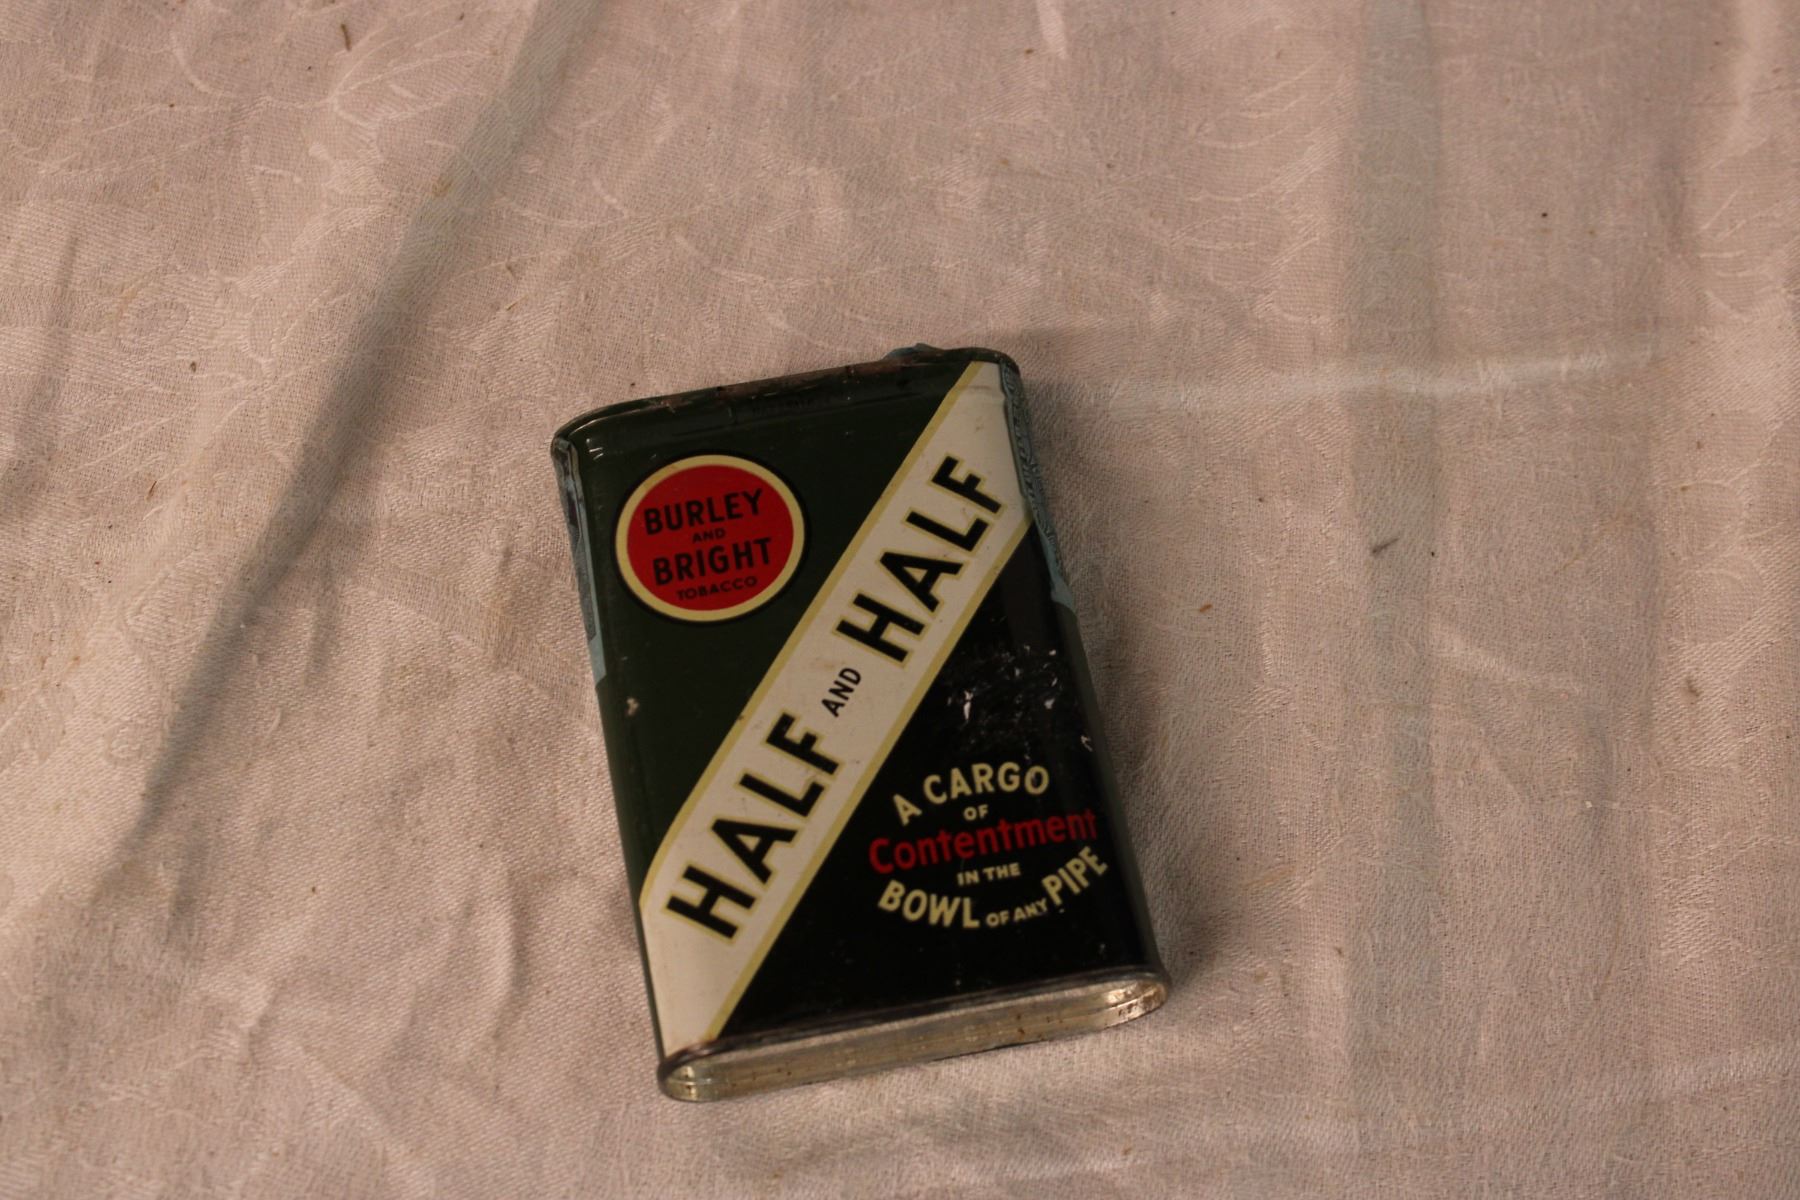 BURLEY
AND
BRIGHT
TOBACCO
HALF AND HALF
A CARGO
OF
Contentment
IN THE
BOWL OF ANY PIPE